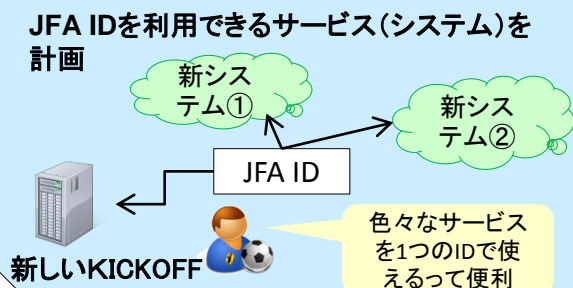 JFA IDを利用できるサービス（システム）を
計画
新シス
テム①
新シス
テム②
JFA ID
色々なサービス
を1つのIDで使
えるって便利
新しいKICKOFF